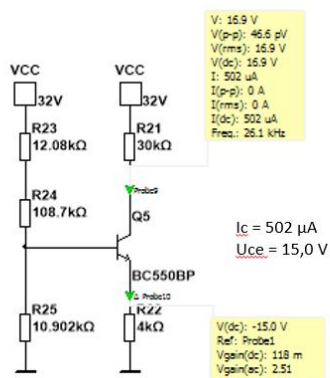 V: 16.9 V
V(p-p): 46.6 pV
V(rms): 16.9 V
V(dc): 16.9 V
I: 502 uA
I(p-p): 0 A
I(rms): 0 A
I(dc): 502 uA
Freq.: 26.1 kHz
VCC
VCC
32V
32V
R23
12.08kΩ
R21
30kΩ
Probe9
R24
108.7kΩ
Q5
Ic = 502 µA
Uce = 15,0 V
BC550BP
Probe10
R25
10.902kΩ
R22
4kΩ
V(dc): -15.0 V
Ref: Probe1
Vgain(dc): 118 m
Vgain(ac): 2.51